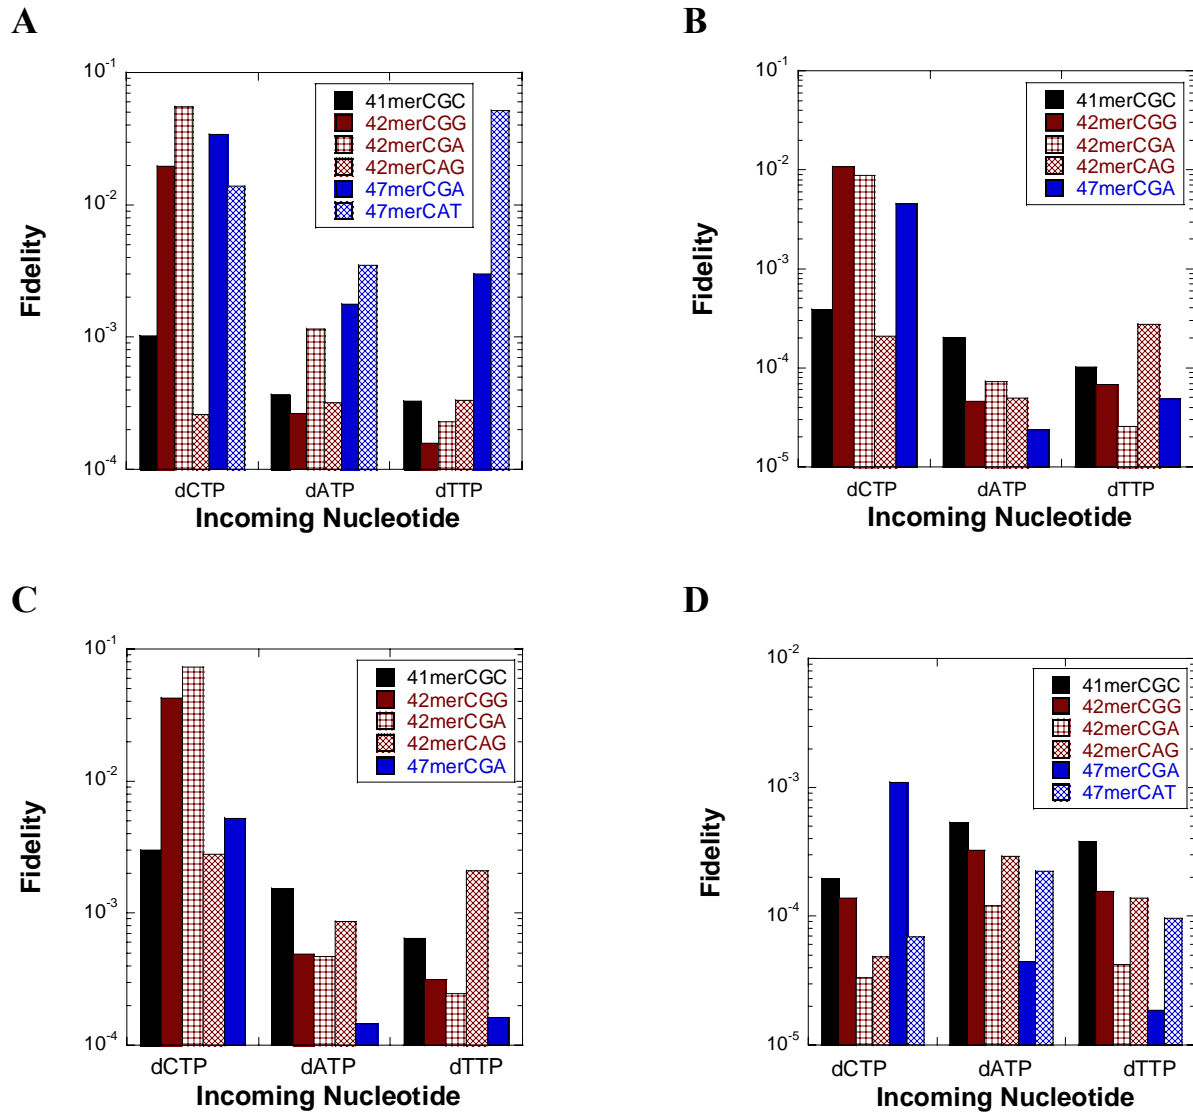 A
10-1
10-2
10-3
10-4
Fidelity
41merCGC
42merCGG
42merCGA
42merCAG
47merCGA
47merCAT
dCTP dATP dTTP
Incoming Nucleotide
B
10-1
10-2
10-3
10-4
10-5
Fidelity
41merCGC
42merCGG
42merCGA
42merCAG
47merCGA
dCTP dATP dTTP
Incoming Nucleotide
C
10-1
10-2
10-3
10-4
Fidelity
41merCGC
42merCGG
42merCGA
42merCAG
47merCGA
dCTP dATP dTTP
Incoming Nucleotide
D
10-2
10-3
10-4
10-5
Fidelity
41merCGC
42merCGG
42merCGA
42merCAG
47merCGA
47merCAT
dCTP dATP dTTP
Incoming Nucleotide